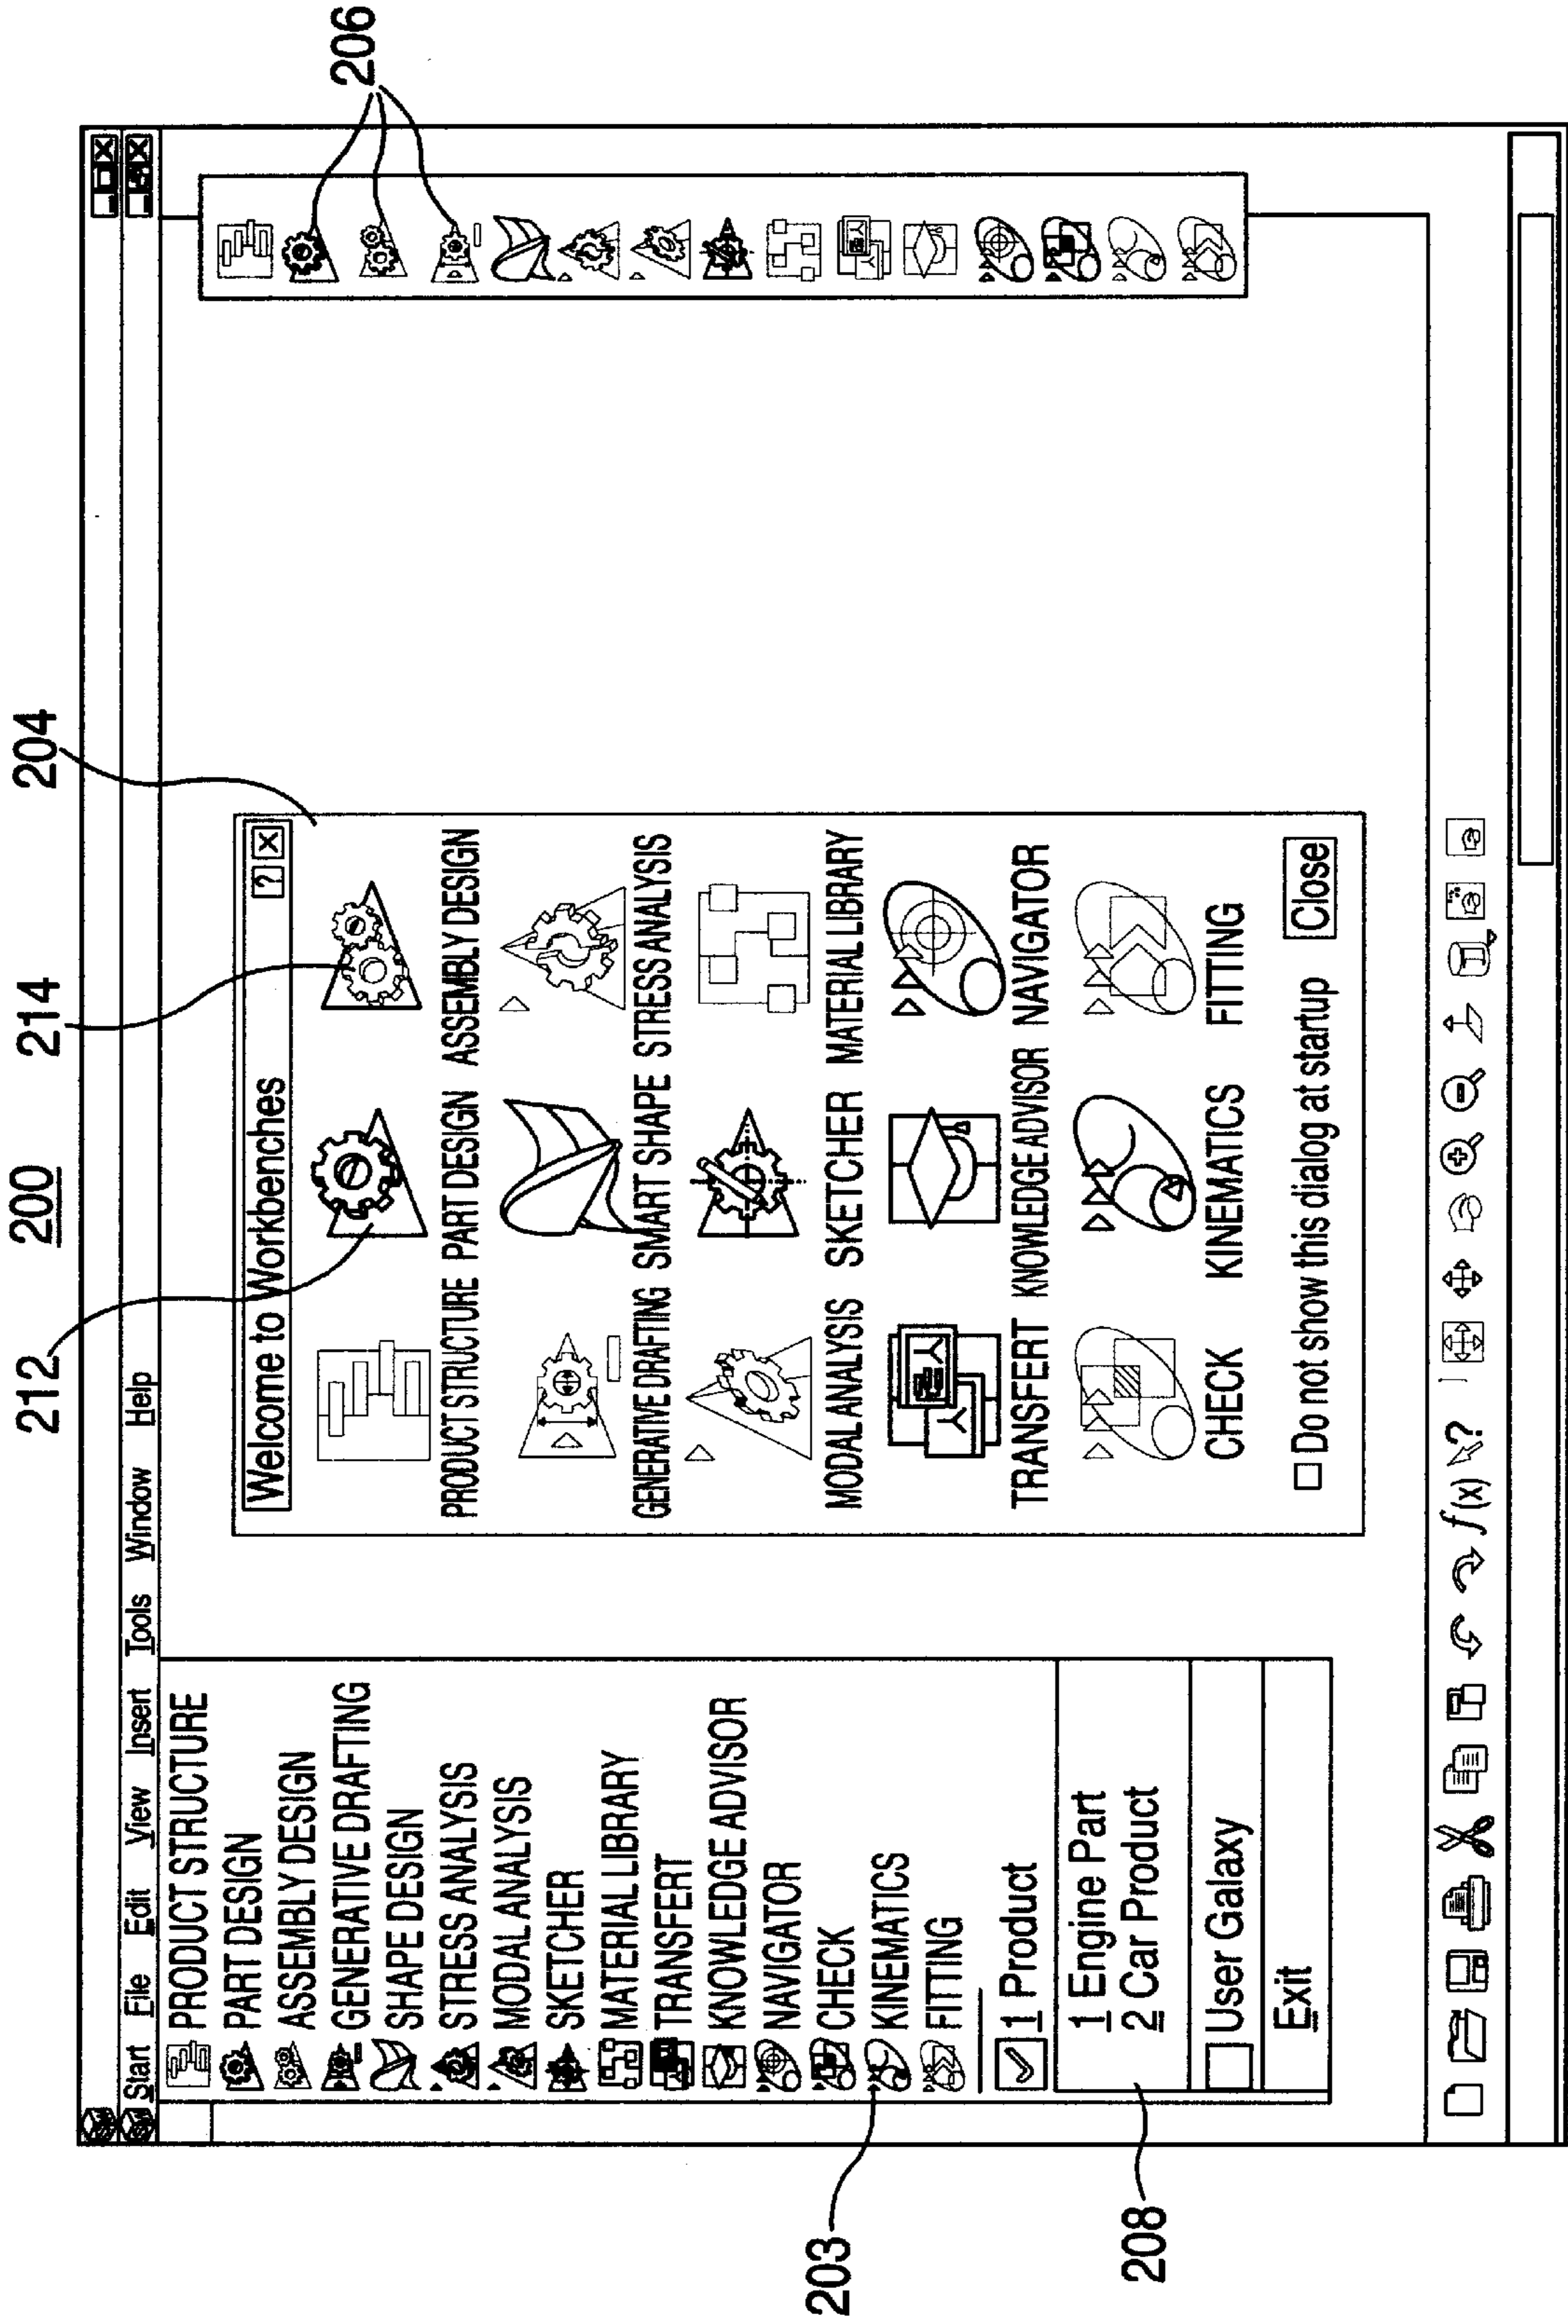 200
212
214
204
206
Start File Edit View Insert Tools Window Help
PRODUCT STRUCTURE
PART DESIGN
ASSEMBLY DESIGN
GENERATIVE DRAFTING
SHAPE DESIGN
STRESS ANALYSIS
MODAL ANALYSIS
SKETCHER
MATERIAL LIBRARY
TRANSFERT
KNOWLEDGE ADVISOR
NAVIGATOR
CHECK
KINEMATICS
FITTING
1 Product
1 Engine Part
2 Car Product
User Galaxy
Exit
203
208
Welcome to Workbenches ? X
PRODUCT STRUCTURE PART DESIGN ASSEMBLY DESIGN
GENERATIVE DRAFTING SMART SHAPE STRESS ANALYSIS
MODAL ANALYSIS SKETCHER MATERIAL LIBRARY
TRANSFERT KNOWLEDGE ADVISOR NAVIGATOR
CHECK KINEMATICS FITTING
Do not show this dialog at startup Close
f(x) ?